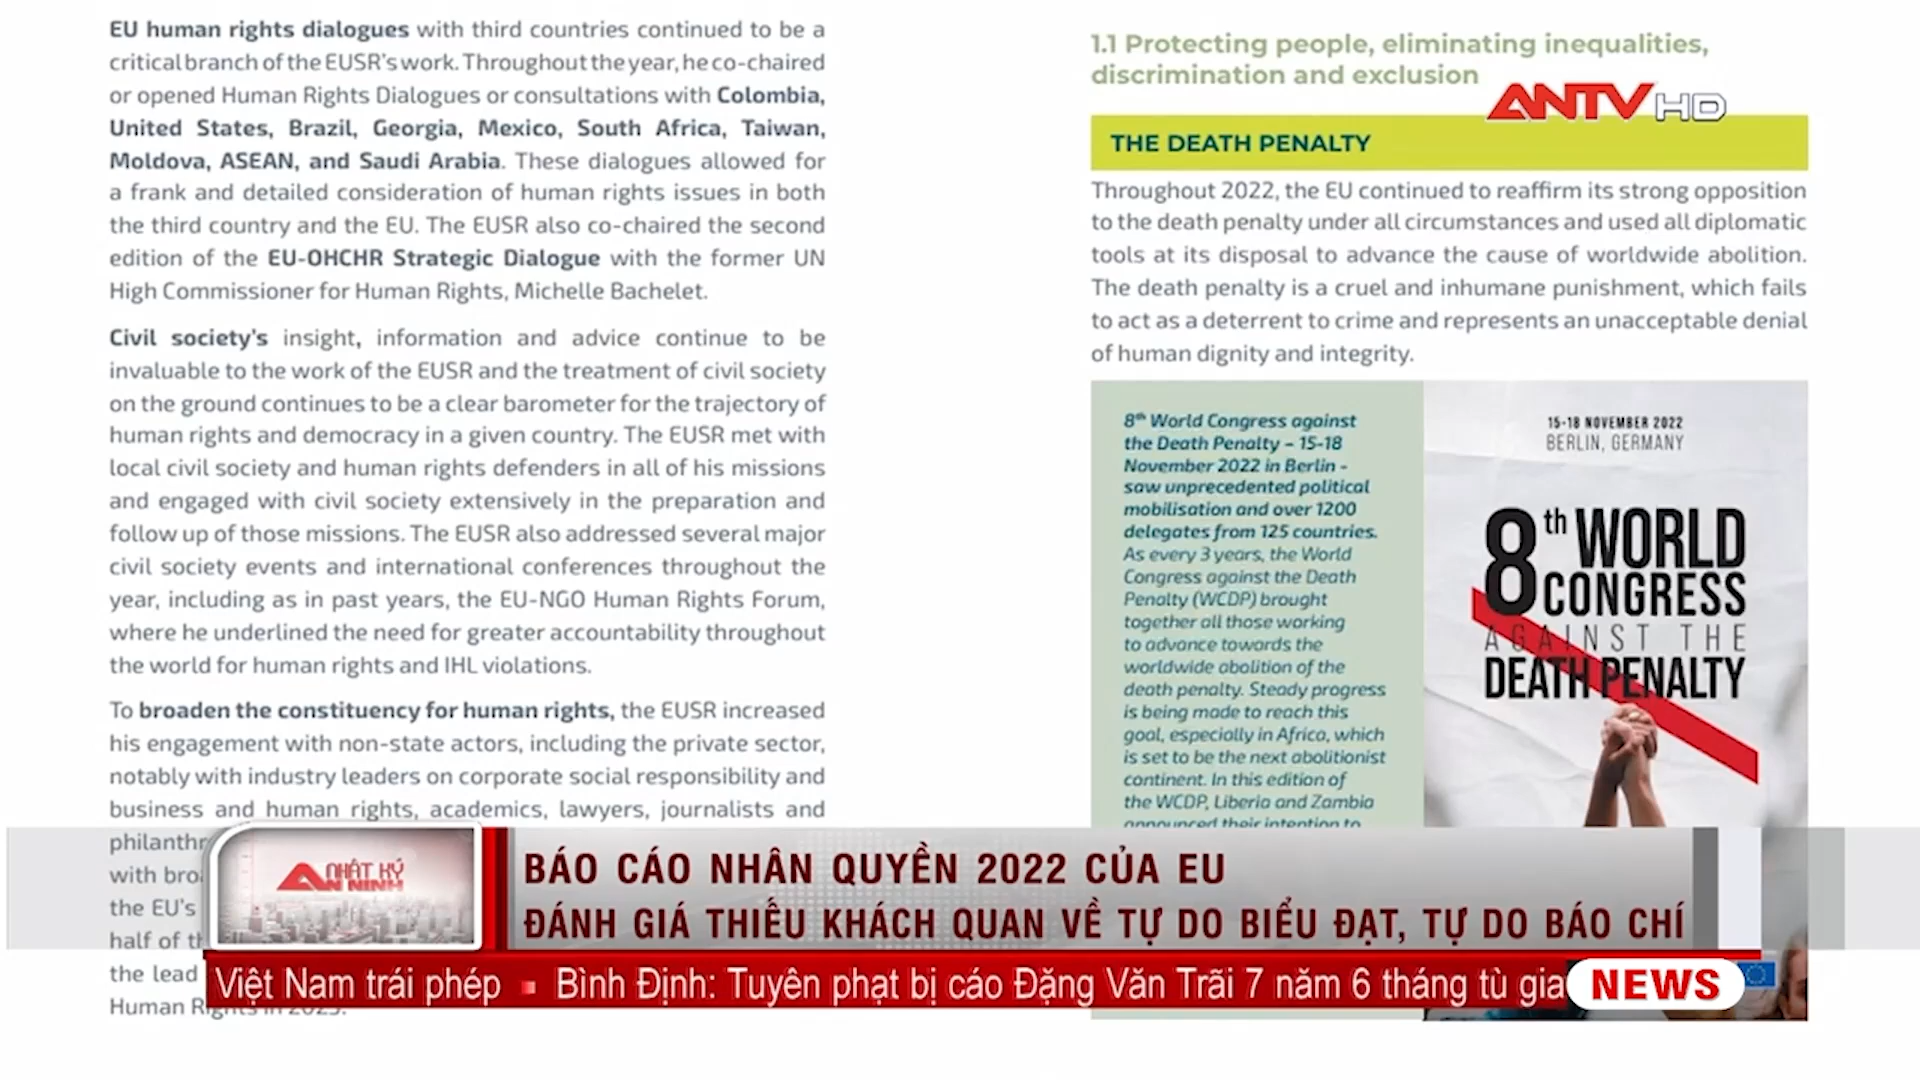 EU human rights dialogues with third countries continued to be a
critical branch of the EUSR's work. Throughout the year, he co-chaired
or opened Human Rights Dialogues or consultations with Colombia,
United States, Brazil, Georgia, Mexico, South Africa, Taiwan,
Moldova, ASEAN, and Saudi Arabia. These dialogues allowed for
a frank and detailed consideration of human rights issues in both
the third country and the EU. The EUSR also co-chaired the second
edition of the EU-OHCHR Strategic Dialogue with the former UN
High Commissioner for Human Rights, Michelle Bachelet.
Civil society's insight, information and advice continue to be
invaluable to the work of the EUSR and the treatment of civil society
on the ground continues to be a clear barometer for the trajectory of
human rights and democracy in a given country. The EUSR met with
local civil society and human rights defenders in all of his missions
and engaged with civil society extensively in the preparation and
follow up of those missions. The EUSR also addressed several major
civil society events and international conferences throughout the
year, including as in past years, the EU-NGO Human Rights Forum,
where he underlined the need for greater accountability throughout
the world for human rights and IHL violations.
To broaden the constituency for human rights, the EUSR increased
his engagement with non-state actors, including the private sector,
notably with industry leaders on corporate social responsibility and
business and human rights, academics, lawyers, journalists and
with
the EU's
half of
the lead
Human
1.1 Protecting people, eliminating inequalities,
discrimination and exclusion
ANTV HD
THE DEATH PENALTY
Throughout 2022, the EU continued to reaffirm its strong opposition
to the death penalty under all circumstances and used all diplomatic
tools at its disposal to advance the cause of worldwide abolition.
The death penalty is a cruel and inhumane punishment, which fails
to act as a deterrent to crime and represents an unacceptable denial
of human dignity and integrity.
8th World Congress against
the Death Penalty – 15-18
November 2022 in Berlin -
saw unprecedented political
mobilisation and over 1200
delegates from 125 countries.
As every 3 years, the World
Congress against the Death
Penalty (WCDP) brought
together all those working
to advance towards the
worldwide abolition of the
death penalty. Steady progress
is being made to reach this
goal, especially in Africa, which
is set to be the next abolitionist
continent. In this edition of
the WCDP, Liberia and Zambia
announced their intention to
15-18 NOVEMBER 2022
BERLIN, GERMANY
8th WORLD
CONGRESS
AGAINST THE
DEATH PENALTY
NHẬT KÝ
AN NINH
BÁO CÁO NHÂN QUYỀN 2022 CỦA EU
ĐÁNH GIÁ THIẾU KHÁCH QUAN VỀ TỰ DO BIỂU ĐẠT, TỰ DO BÁO CHÍ
Việt Nam trái phép ▪ Bình Định: Tuyên phạt bị cáo Đặng Văn Trãi 7 năm 6 tháng tù
NEWS